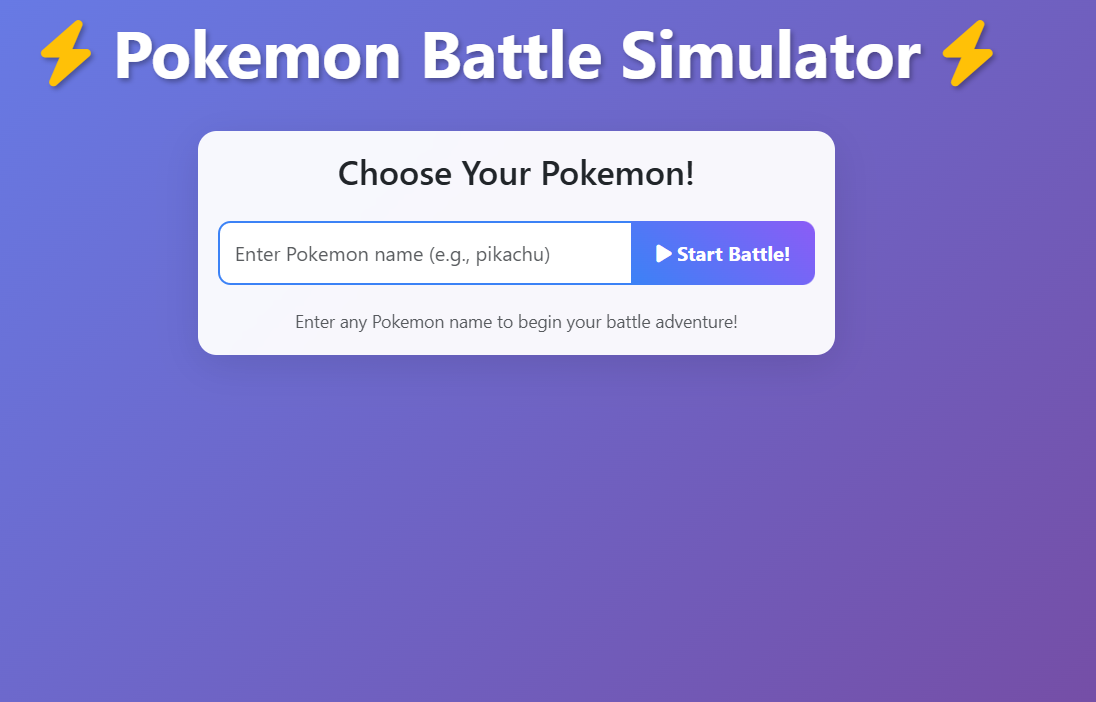 Pokemon Battle Simulator
Choose Your Pokemon!
Enter Pokemon name (e.g., pikachu)
Start Battle!
Enter any Pokemon name to begin your battle adventure!